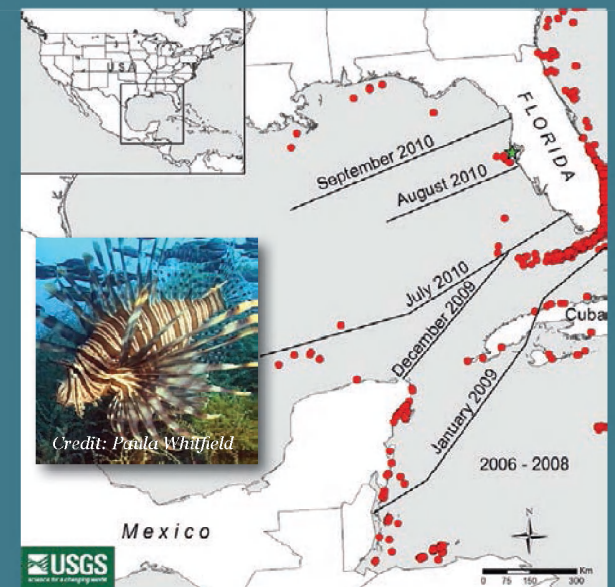 USA
FLORIDA
September 2010
August 2010
July 2010
December 2009
January 2009
Cuba
2006 - 2008
Mexico
Credit: Paula Whitfield
N
Km
0 75 150 300
USGS
science for a changing world